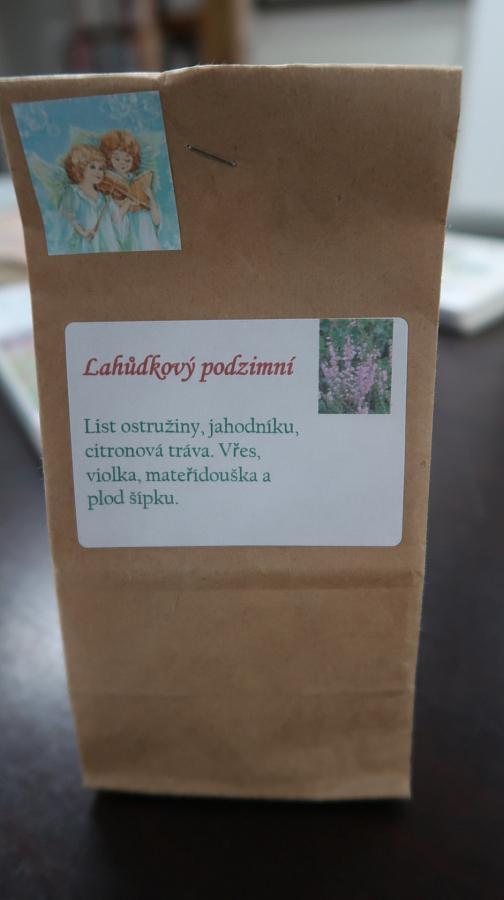 Lahůdkový podzimní
List ostružiny, jahodníku,
citronová tráva. Vřes,
violka, mateřídouška a
plod šípku.